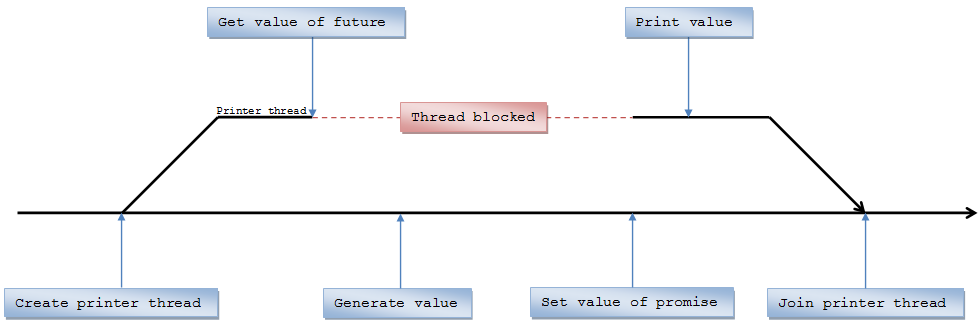 Get value of future
Print value
Printer thread
Thread blocked
Create printer thread
Generate value
Set value of promise
Join printer thread